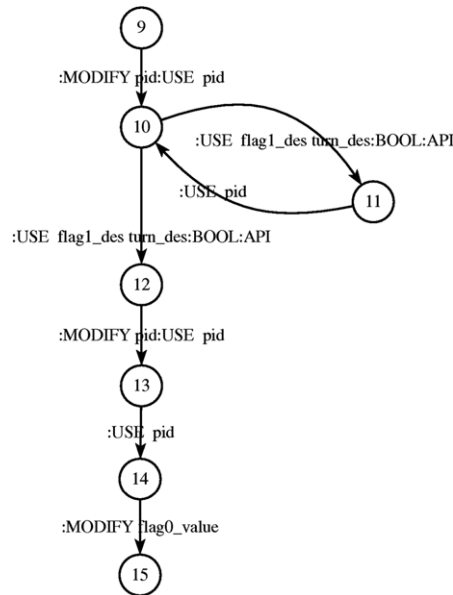 9
:MODIFY pid:USE pid
10
:USE flag1_des turn_des:BOOL:API
:USE pid
11
:USE flag1_des turn_des:BOOL:API
12
:MODIFY pid:USE pid
13
:USE pid
14
:MODIFY flag0_value
15